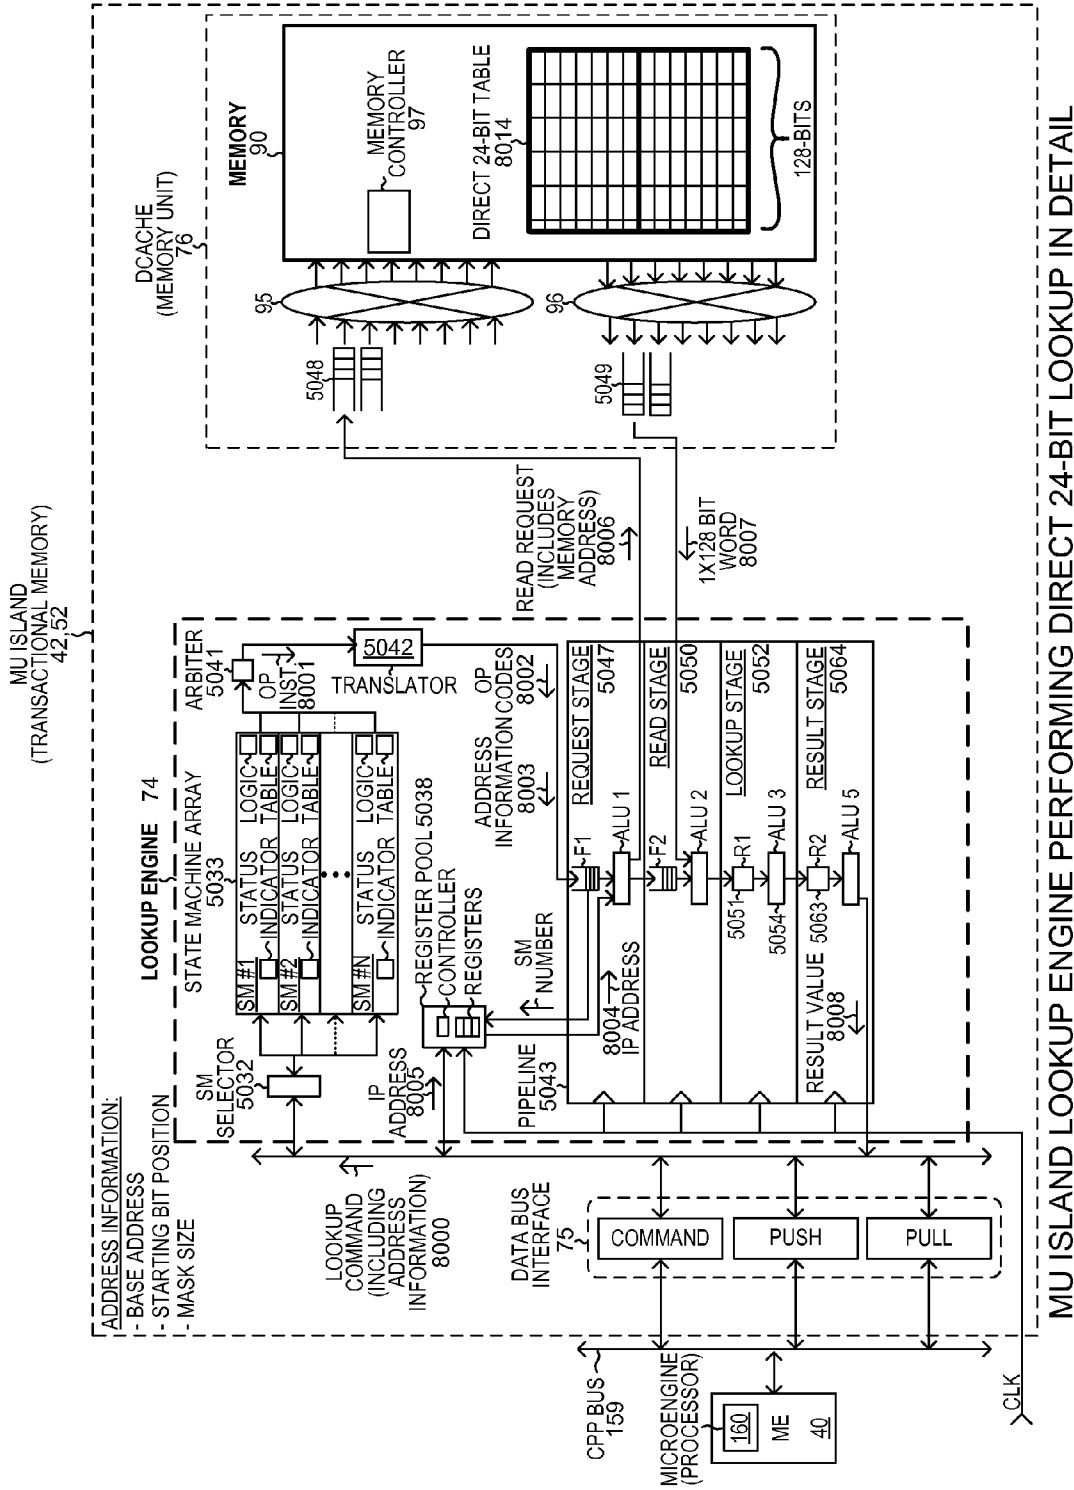 MU ISLAND
(TRANSACTIONAL MEMORY)
42,52
ADDRESS INFORMATION:
- BASE ADDRESS
- STARTING BIT POSITION
- MASK SIZE
LOOKUP ENGINE 74
STATE MACHINE ARRAY
5033
SM
SELECTOR
5032
SM #1
STATUS
INDICATOR
LOGIC
TABLE
SM #2
STATUS
INDICATOR
LOGIC
TABLE
SM #N
STATUS
INDICATOR
LOGIC
TABLE
ARBITER
5041
OP
INST.
8001
5042
TRANSLATOR
LOOKUP
COMMAND
(INCLUDING
ADDRESS
INFORMATION)
8000
IP
ADDRESS
8005
REGISTER POOL 5038
CONTROLLER
REGISTERS
SM
NUMBER
ADDRESS
INFORMATION
8003
OP
CODES
8002
PIPELINE
5043
8004
IP ADDRESS
F1
REQUEST STAGE
5047
ALU 1
F2
READ STAGE
5050
ALU 2
R1
5051
LOOKUP STAGE
5052
5054
ALU 3
R2
5063
RESULT STAGE
5064
ALU 5
RESULT VALUE
8008
READ REQUEST
(INCLUDES
MEMORY
ADDRESS)
8006
1X128 BIT
WORD
8007
DCACHE
(MEMORY UNIT)
76
5048
95
5049
96
MEMORY
90
MEMORY
CONTROLLER
97
DIRECT 24-BIT TABLE
8014
128-BITS
DATA BUS
INTERFACE
75
COMMAND
PUSH
PULL
CPP BUS
159
MICROENGINE
(PROCESSOR)
160
ME
40
CLK
MU ISLAND LOOKUP ENGINE PERFORMING DIRECT 24-BIT LOOKUP IN DETAIL